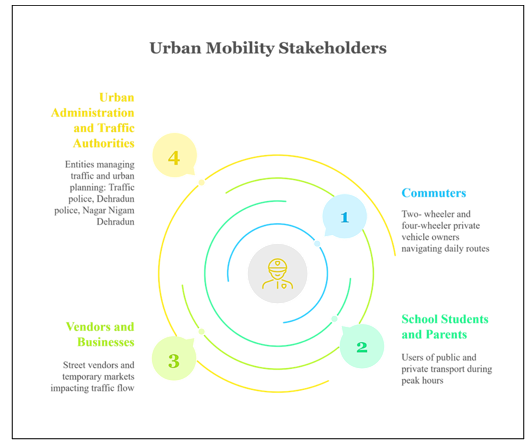 Urban Mobility Stakeholders
1
Commuters
Two- wheeler and
four-wheeler private
vehicle owners
navigating daily routes
2
School Students
and Parents
Users of public and
private transport during
peak hours
3
Vendors and
Businesses
Street vendors and
temporary markets
impacting traffic flow
4
Urban
Administration
and Traffic
Authorities
Entities managing
traffic and urban
planning: Traffic
police, Dehradun
police, Nagar Nigam
Dehradun